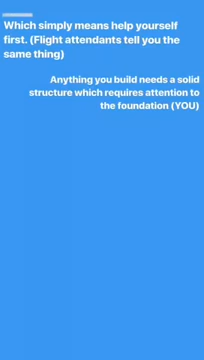 Which simply means help yourself
first. (Flight attendants tell you the
same thing)
Anything you build needs a solid
structure which requires attention to
the foundation (YOU)